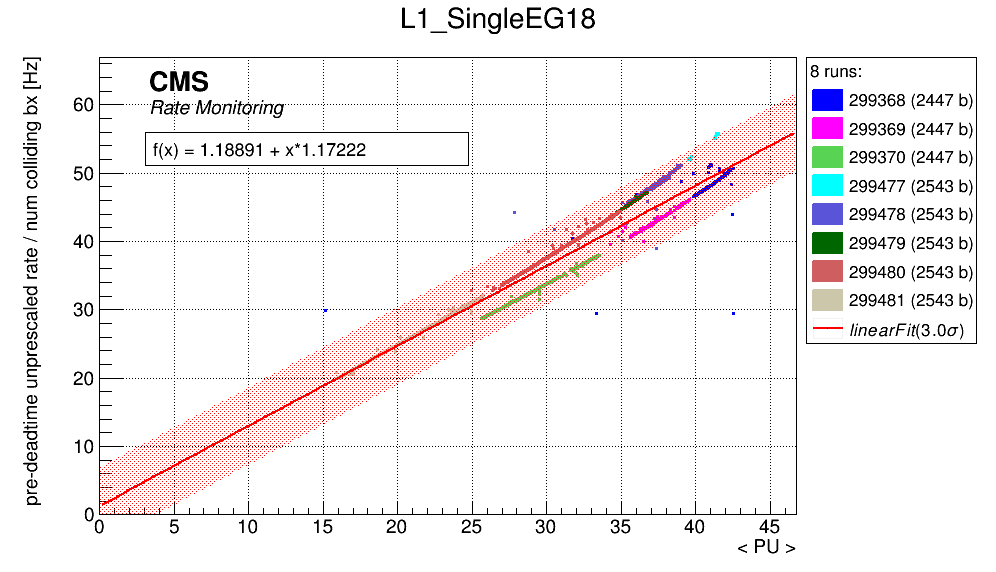 L1_SingleEG18
pre-deadtime unprescaled rate / num colliding bx [Hz]
CMS
Rate Monitoring
f(x) = 1.18891 + x*1.17222
60
50
40
30
20
10
0
0 5 10 15 20 25 30 35 40 45
< PU >
8 runs:
299368 (2447 b)
299369 (2447 b)
299370 (2447 b)
299477 (2543 b)
299478 (2543 b)
299479 (2543 b)
299480 (2543 b)
299481 (2543 b)
linearFit(3.0σ)